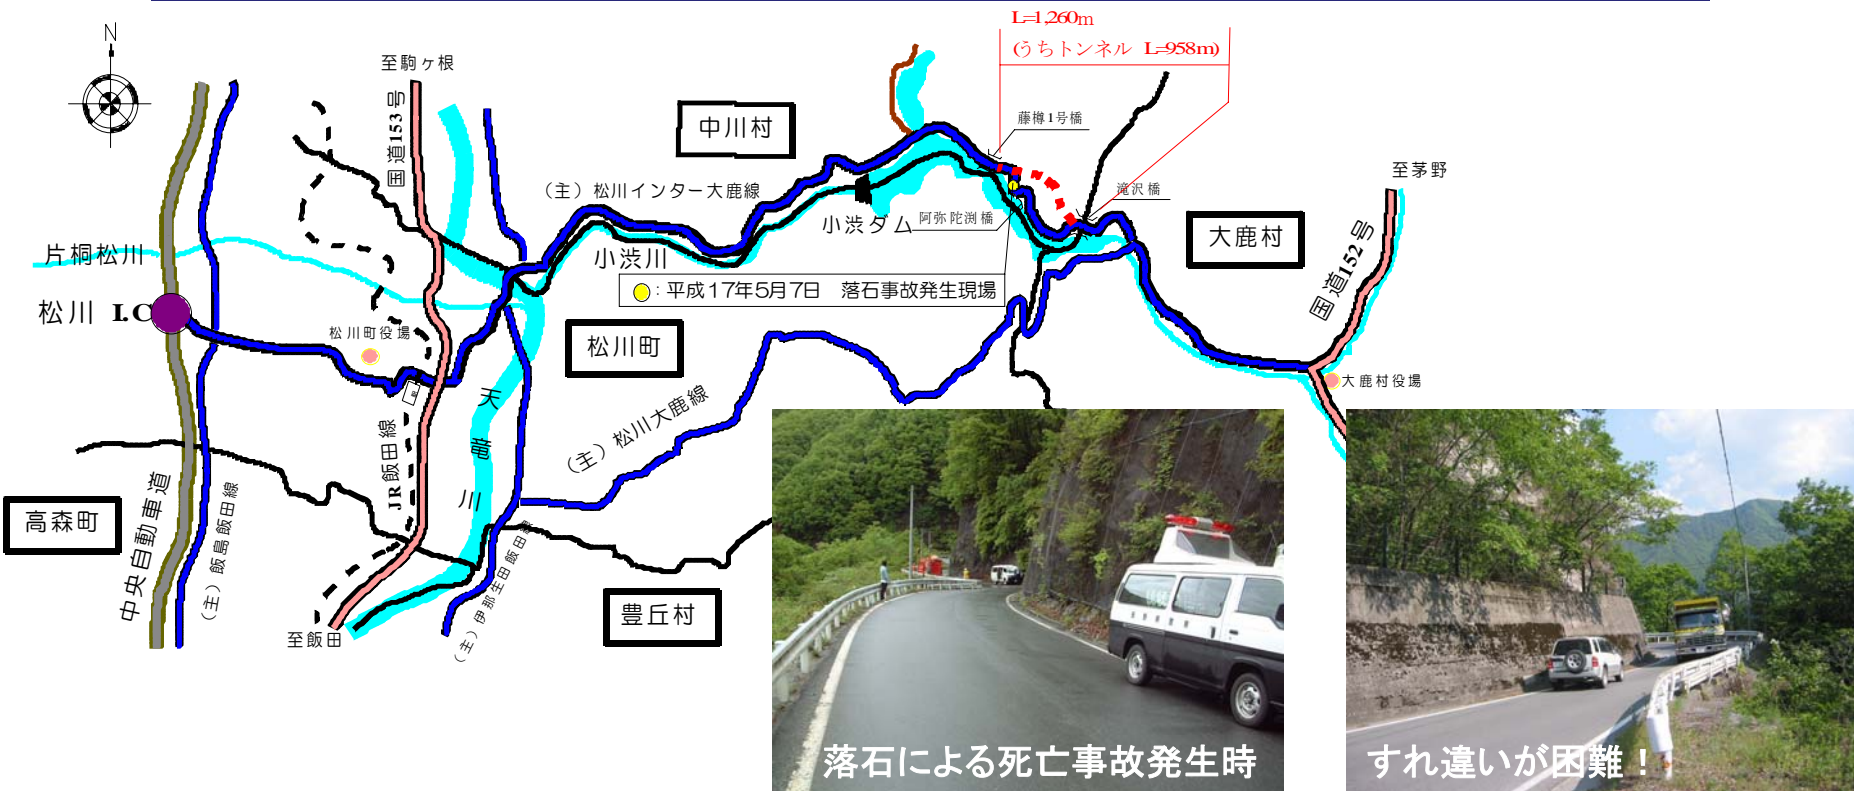 L=1,260m
(うちトンネル L=958m)
N
至駒ヶ根
国道153号
中川村
藤樽1号橋
至茅野
(主)松川インター大鹿線
滝沢橋
小渋ダム
阿弥陀渕橋
大鹿村
国道152号
片桐松川
小渋川
:平成17年5月7日 落石事故発生現場
松川 I.C
松川町役場
松川町
大鹿村役場
天竜川
(主)松川大鹿線
JR飯田線
高森町
中央自動車道
(主)飯島飯田線
(主)伊那生田飯田線
豊丘村
至飯田
落石による死亡事故発生時
すれ違いが困難!